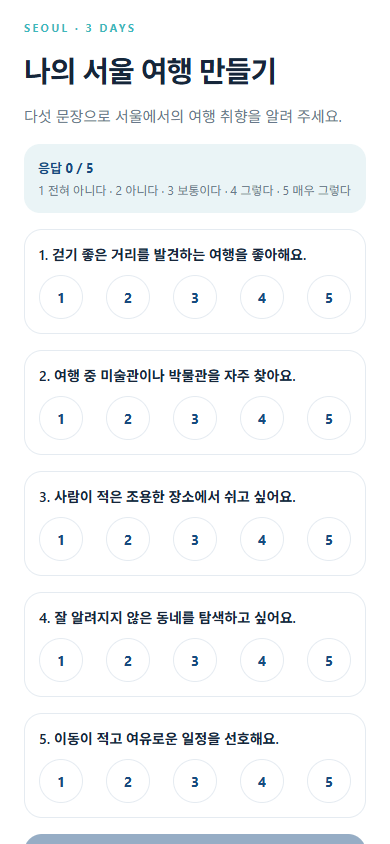 SEOUL · 3 DAYS
나의 서울 여행 만들기
다섯 문장으로 서울에서의 여행 취향을 알려 주세요.
응답 0 / 5
1 전혀 아니다 · 2 아니다 · 3 보통이다 · 4 그렇다 · 5 매우 그렇다
1. 걷기 좋은 거리를 발견하는 여행을 좋아해요.
1 2 3 4 5
2. 여행 중 미술관이나 박물관을 자주 찾아요.
1 2 3 4 5
3. 사람이 적은 조용한 장소에서 쉬고 싶어요.
1 2 3 4 5
4. 잘 알려지지 않은 동네를 탐색하고 싶어요.
1 2 3 4 5
5. 이동이 적고 여유로운 일정을 선호해요.
1 2 3 4 5